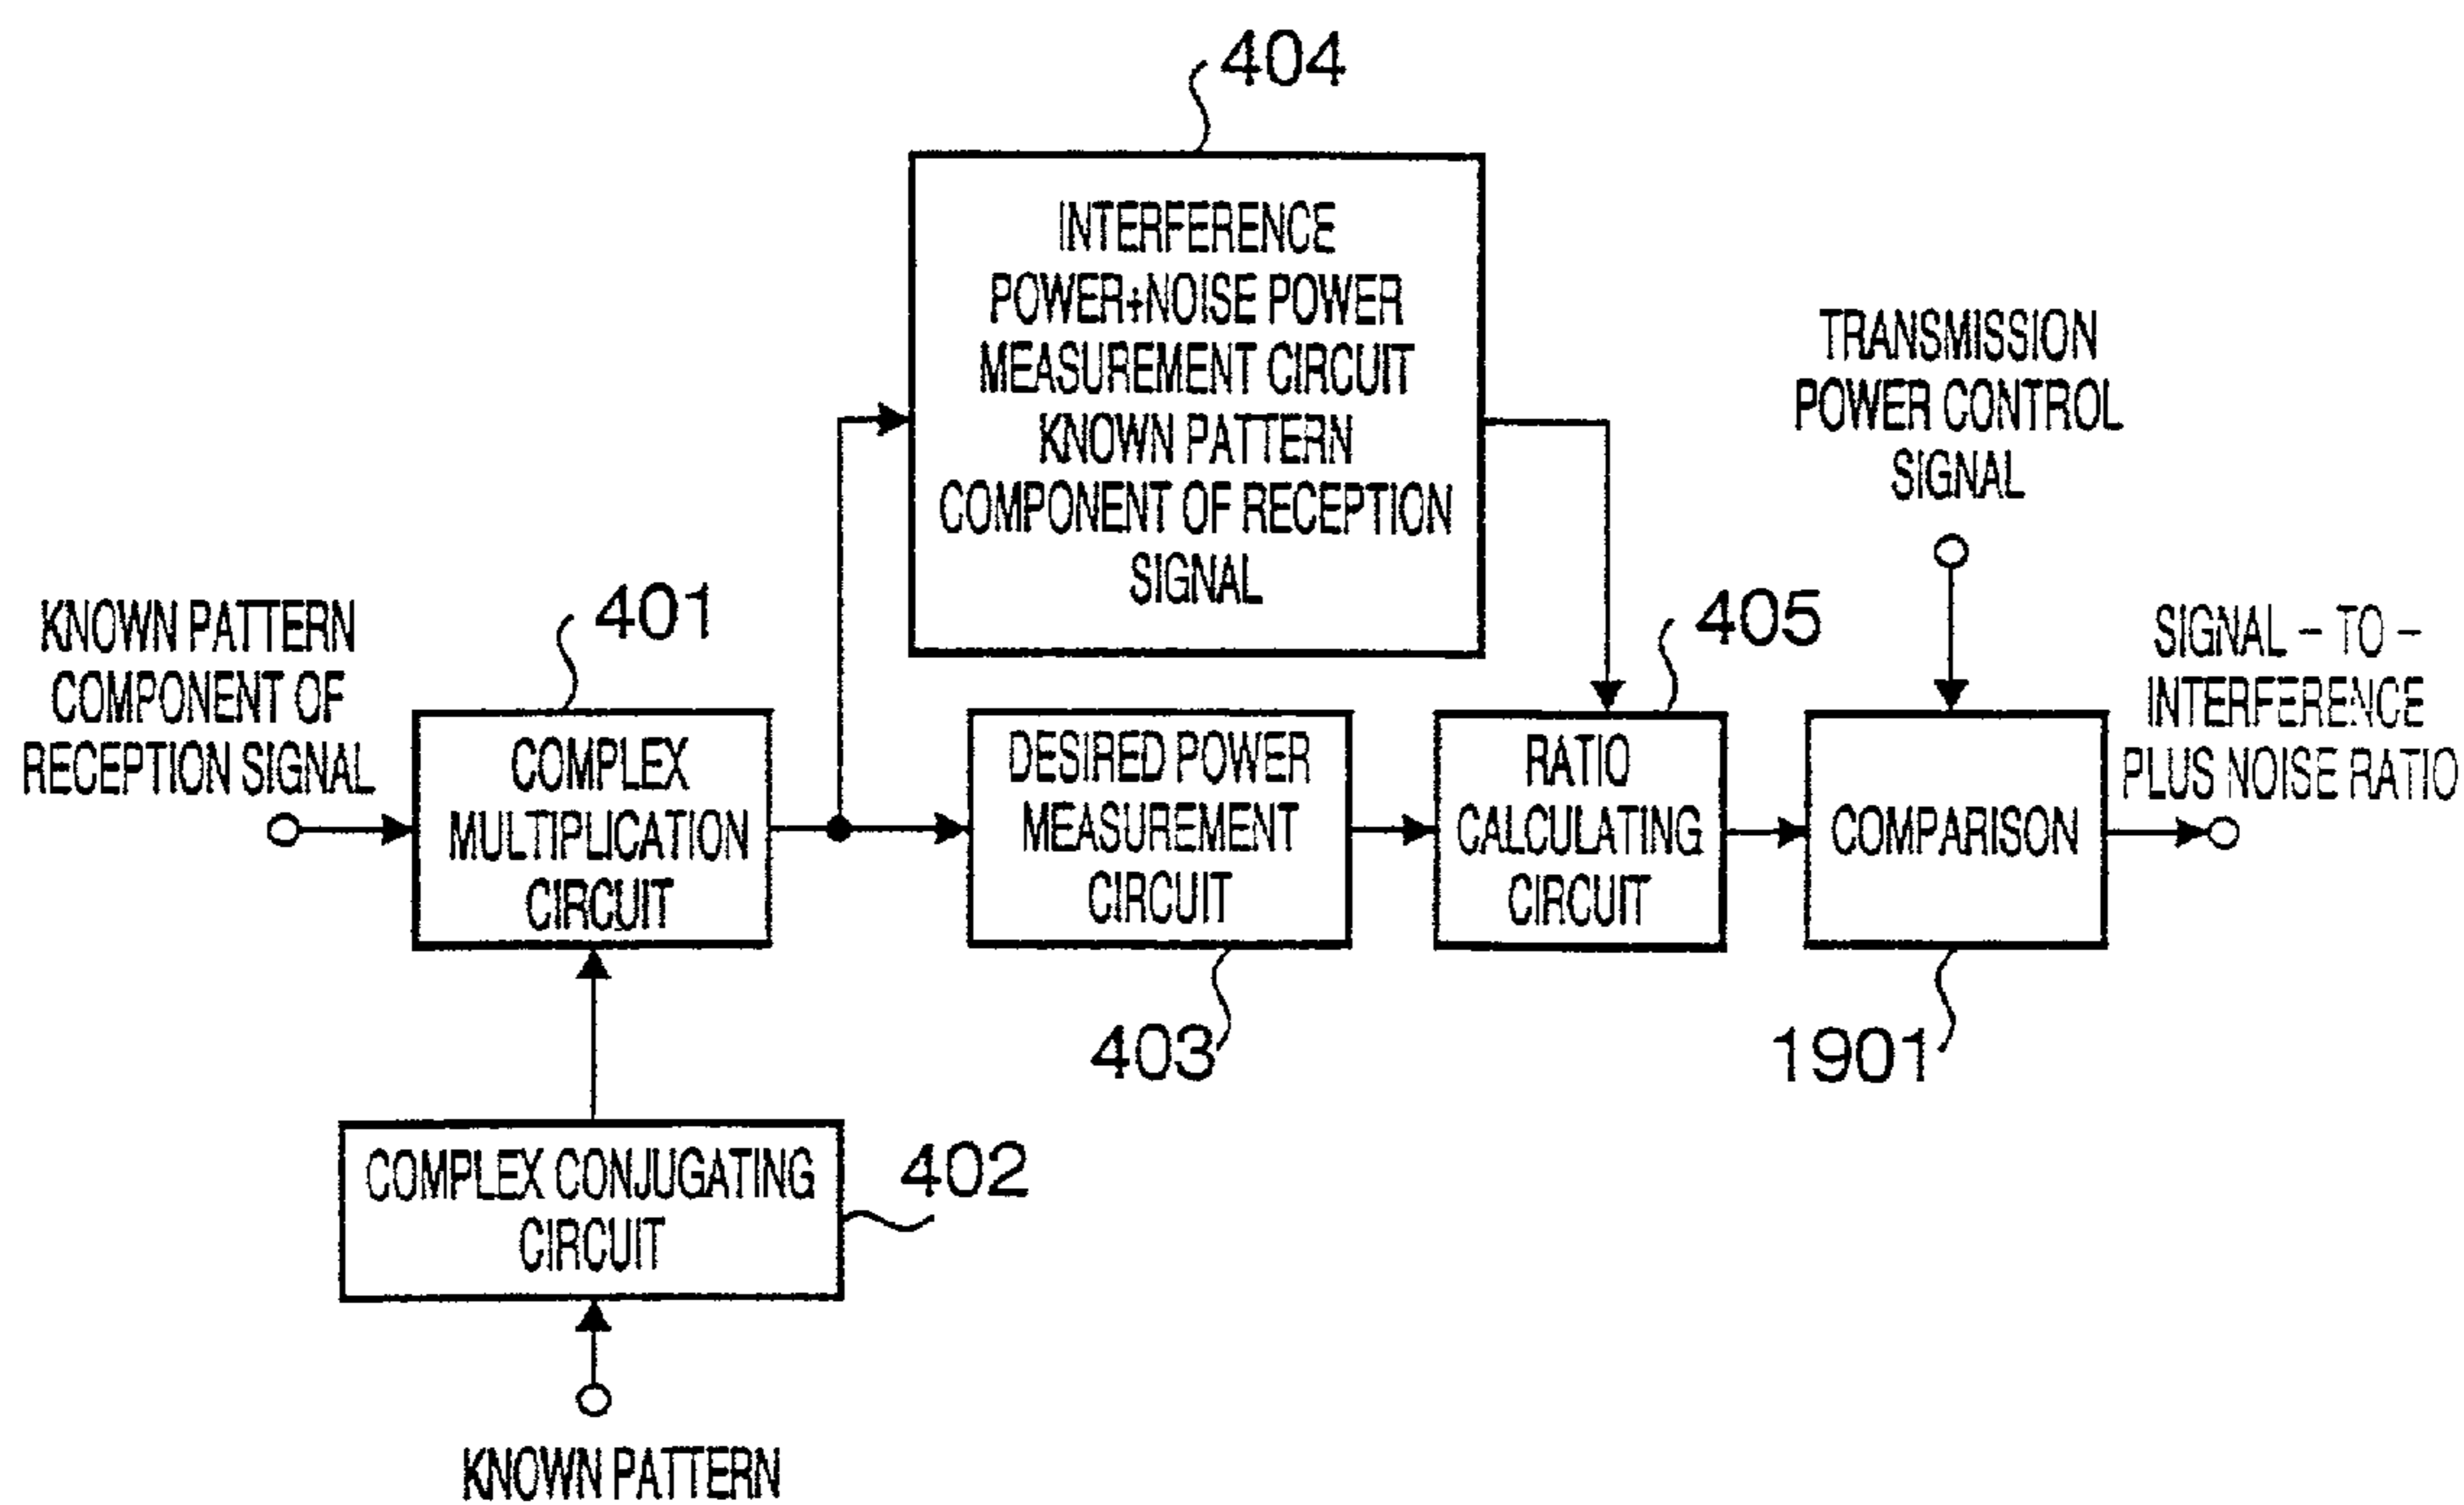 404
INTERFERENCE
POWER+NOISE POWER
MEASUREMENT CIRCUIT
KNOWN PATTERN
COMPONENT OF RECEPTION
SIGNAL
TRANSMISSION
POWER CONTROL
SIGNAL
KNOWN PATTERN
COMPONENT OF
RECEPTION SIGNAL
401
COMPLEX
MULTIPLICATION
CIRCUIT
DESIRED POWER
MEASUREMENT
CIRCUIT
403
405
RATIO
CALCULATING
CIRCUIT
COMPARISON
1901
SIGNAL – TO –
INTERFERENCE
PLUS NOISE RATIO
COMPLEX CONJUGATING
CIRCUIT
402
KNOWN PATTERN